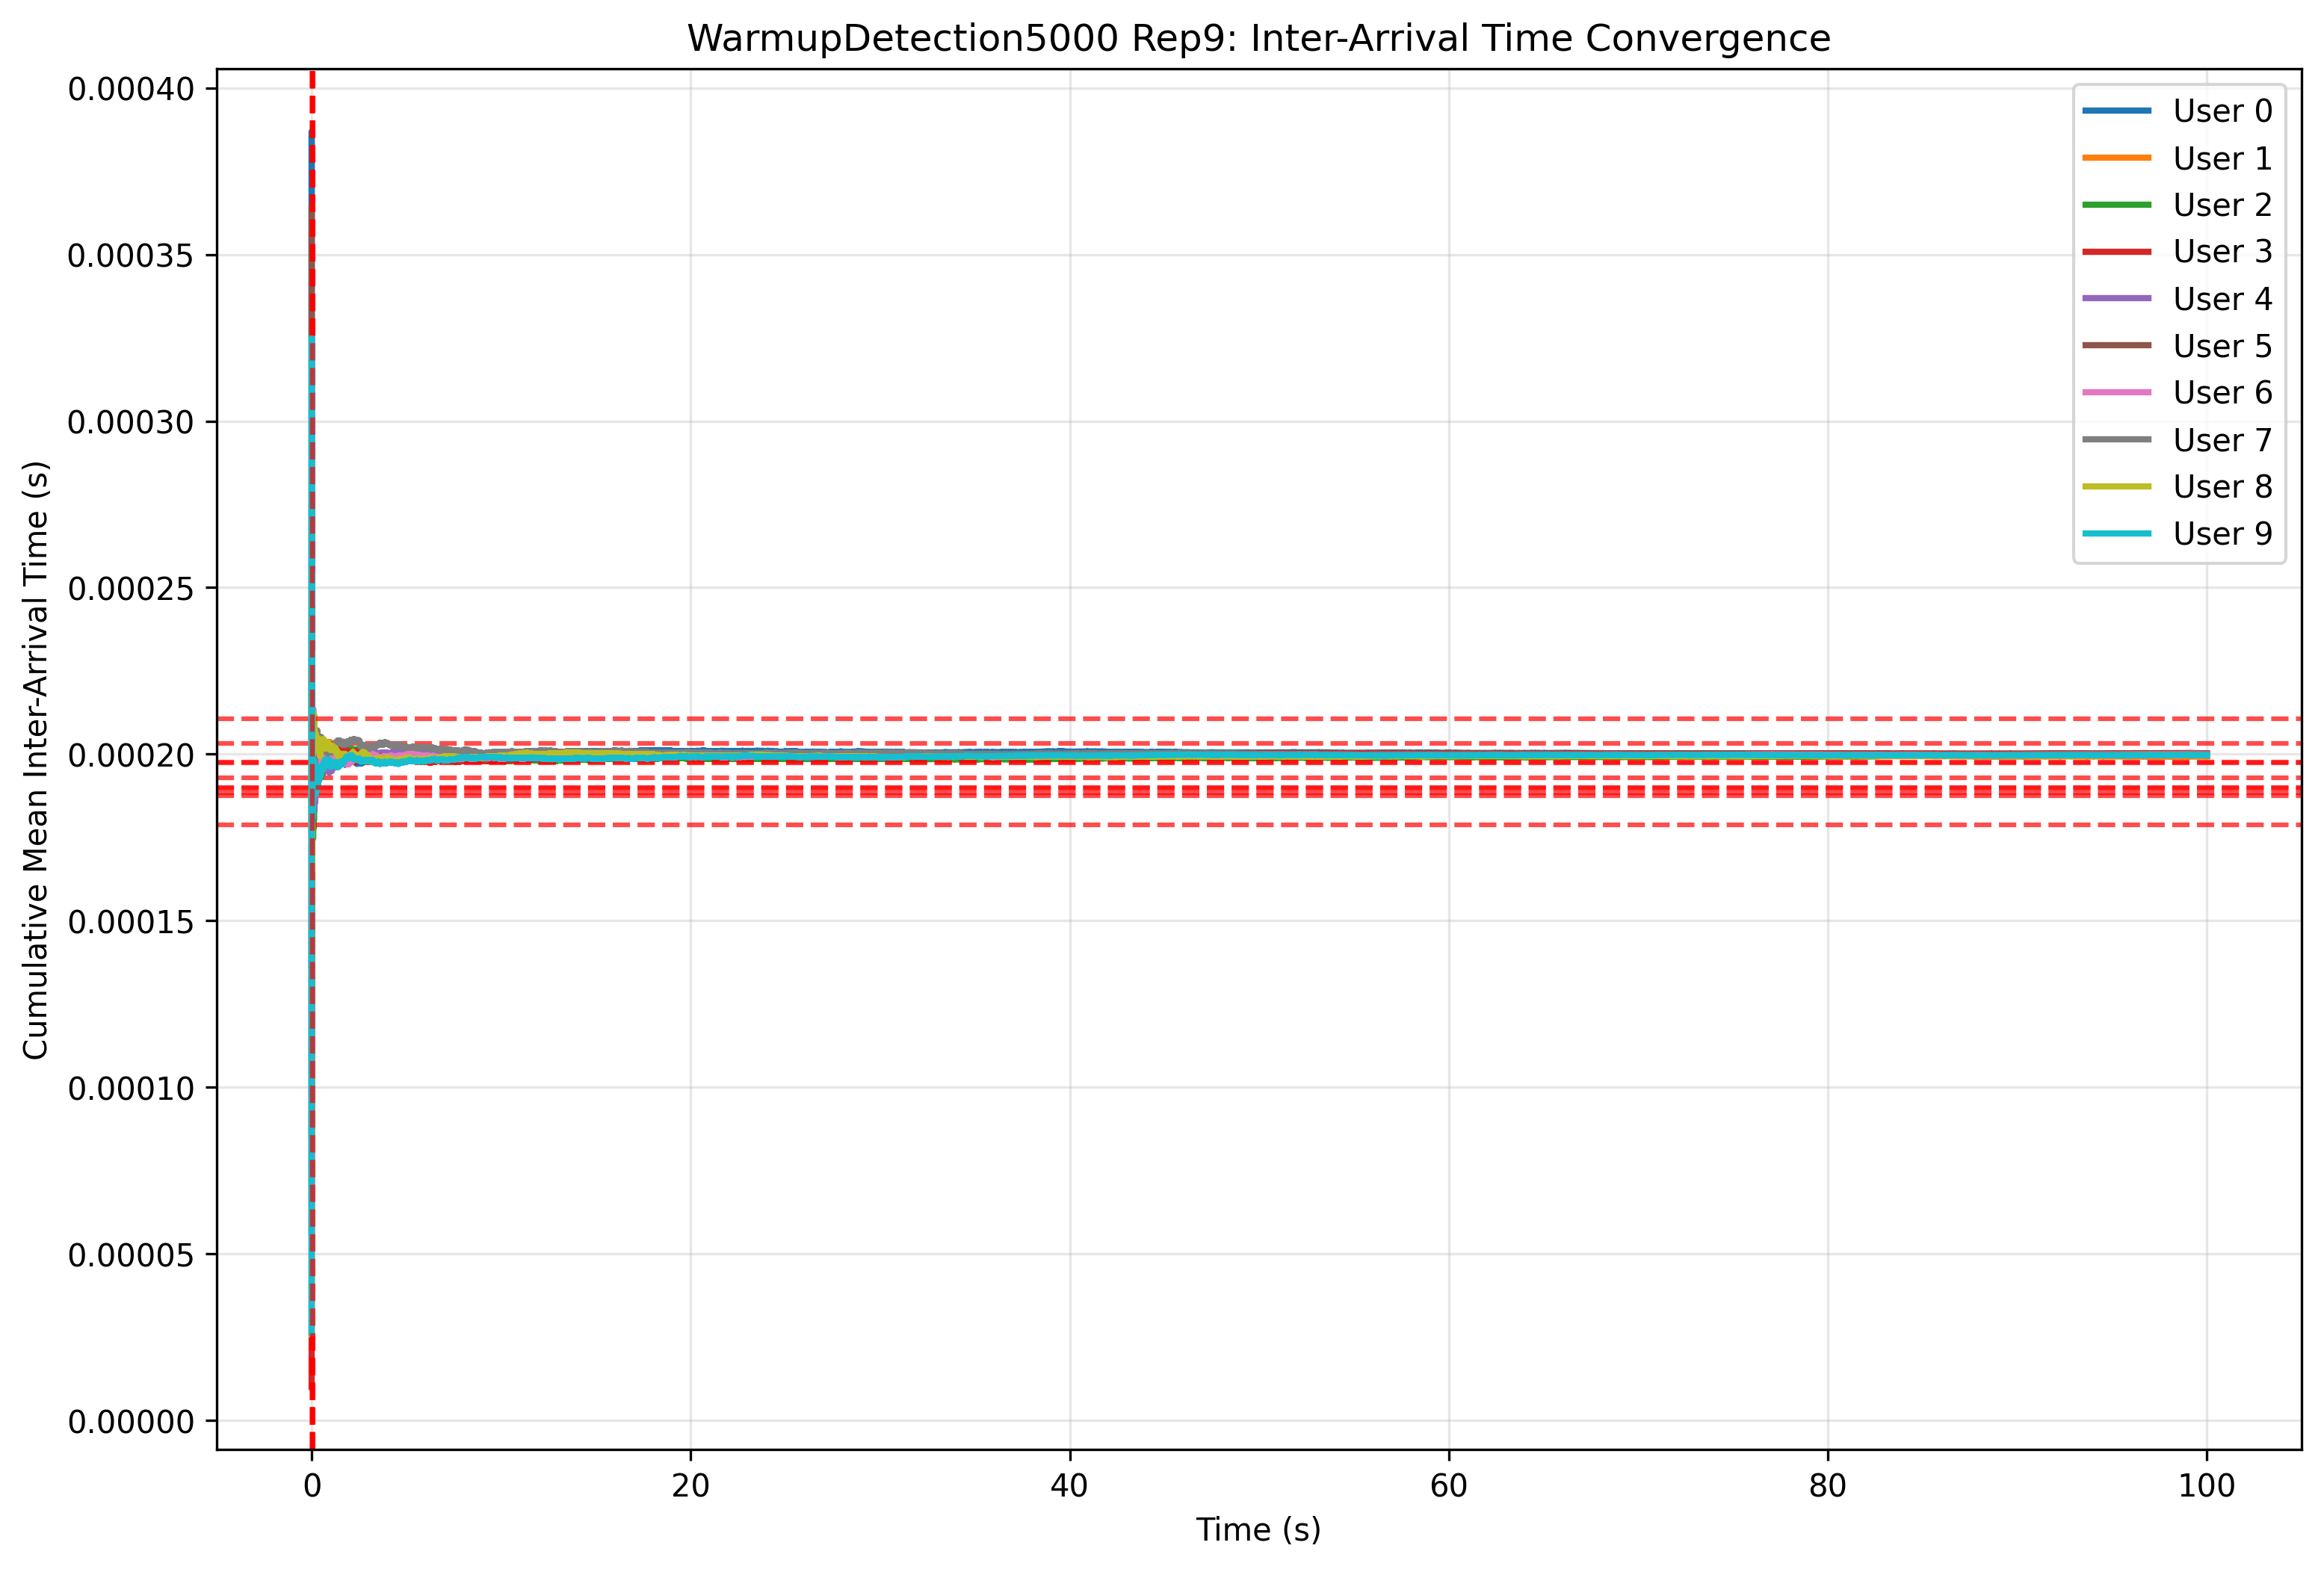 WarmupDetection5000 Rep9: Inter-Arrival Time Convergence
Cumulative Mean Inter-Arrival Time (s)
0.00040
0.00035
0.00030
0.00025
0.00020
0.00015
0.00010
0.00005
0.00000
0
20
40
60
80
100
Time (s)
User 0
User 1
User 2
User 3
User 4
User 5
User 6
User 7
User 8
User 9